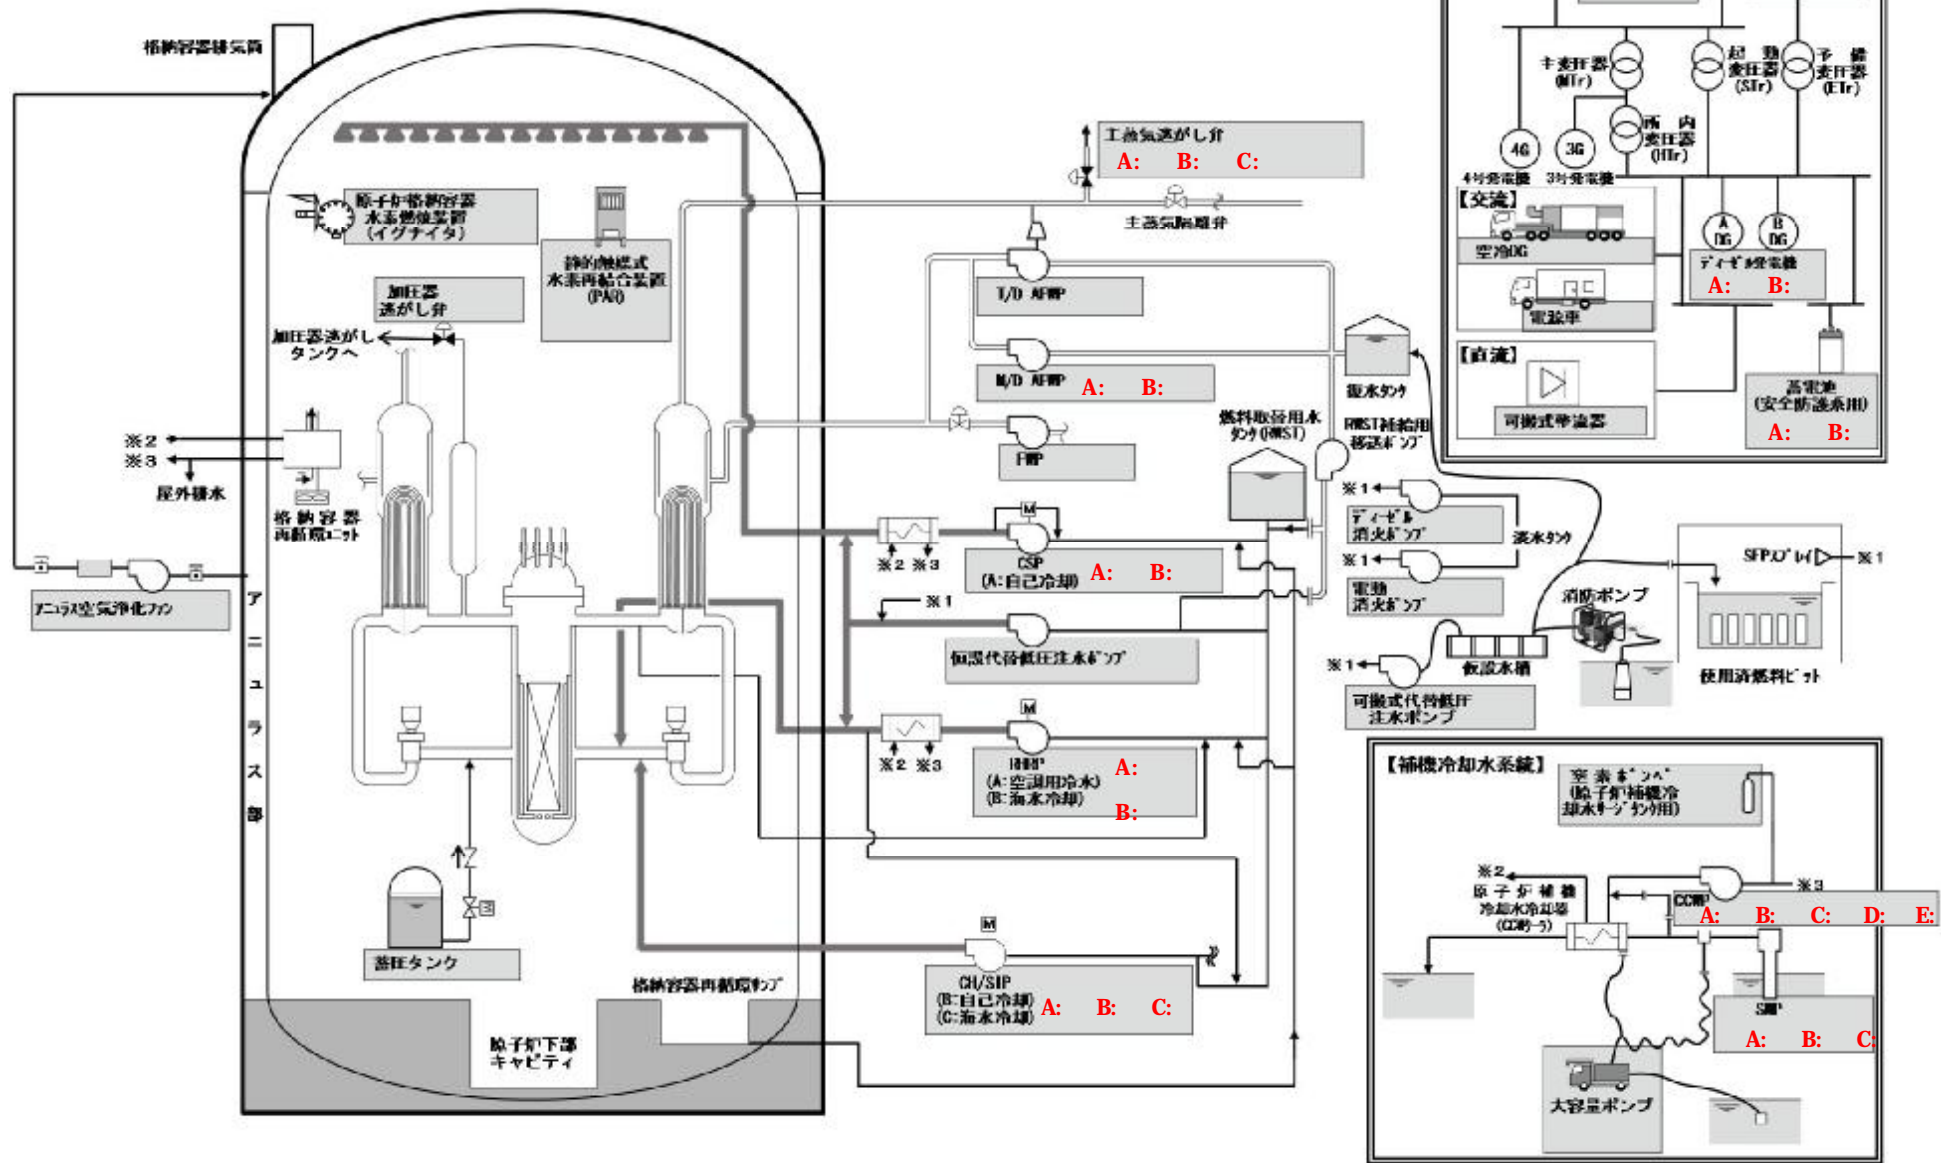 格納容器排気筒
原子炉格納容器
水素燃焼装置
(イグナイタ)
静的触媒式
水素再結合装置
(PAR)
加圧器
逃がし弁
加圧器逃がし
タンクへ
※2
※3
屋外排水
格納容器
再循環ユニット
アニュラス空気浄化ファン
アニュラス部
蓄圧タンク
格納容器再循環サンプ
原子炉下部
キャビティ
主蒸気逃がし弁
A: B: C:
主蒸気隔離弁
T/D AFWP
M/D AFWP
A: B:
FWP
復水タンク
燃料取替用水
タンク(RWST)
RWST補給用
移送ポンプ
M
CSP
(A:自己冷却)
A: B:
※2 ※3
※1
仮設代替低圧注水ポンプ
M
RHRP
(A:空調用冷水)
(B:海水冷却)
A:
B:
※2 ※3
M
CH/SIP
(B:自己冷却)
(C:海水冷却)
A: B: C:
※1
ディーゼル
消火ポンプ
※1
電動
消火ポンプ
淡水タンク
消防ポンプ
仮設水槽
※1
可搬式代替低圧
注水ポンプ
SFPスプレイ
※1
使用済燃料ピット
主変圧器
(MTr)
起動
変圧器
(STr)
予備
変圧器
(ETr)
所内
変圧器
(HTr)
4G
3G
4号発電機
3号発電機
【交流】
空冷DG
電源車
A
DG
B
DG
ディーゼル発電機
A: B:
【直流】
可搬式整流器
蓄電池
(安全防護系用)
A: B:
【補機冷却水系統】
窒素ボンベ
(原子炉補機冷
却水サージタンク用)
※2
原子炉補機
冷却水冷却器
(CCWクーラ)
※3
CCWP
A: B: C: D: E:
SWP
A: B: C:
大容量ポンプ